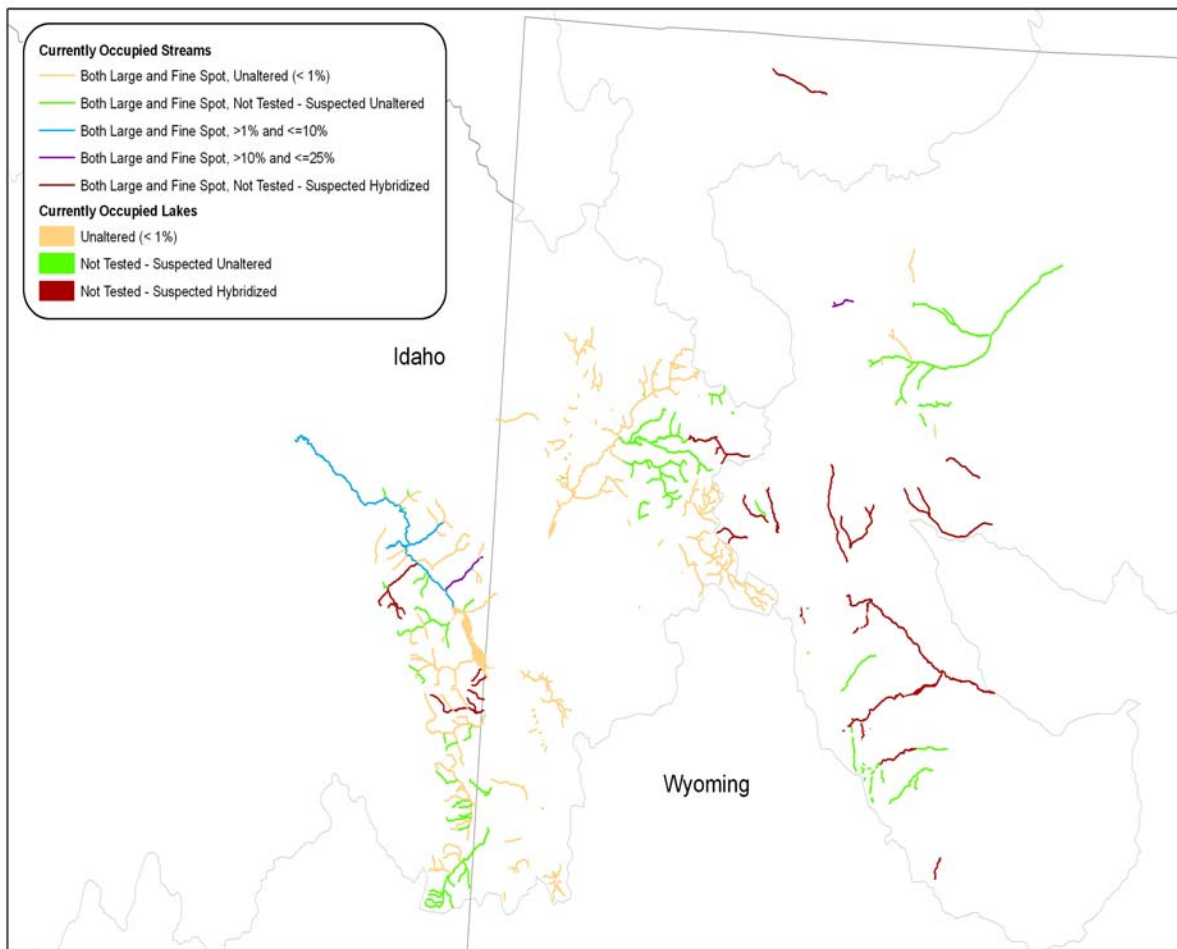 Currently Occupied Streams
Both Large and Fine Spot, Unaltered (< 1%)
Both Large and Fine Spot, Not Tested - Suspected Unaltered
Both Large and Fine Spot, >1% and <=10%
Both Large and Fine Spot, >10% and <=25%
Both Large and Fine Spot, Not Tested - Suspected Hybridized
Currently Occupied Lakes
Unaltered (< 1%)
Not Tested - Suspected Unaltered
Not Tested - Suspected Hybridized
Idaho
Wyoming